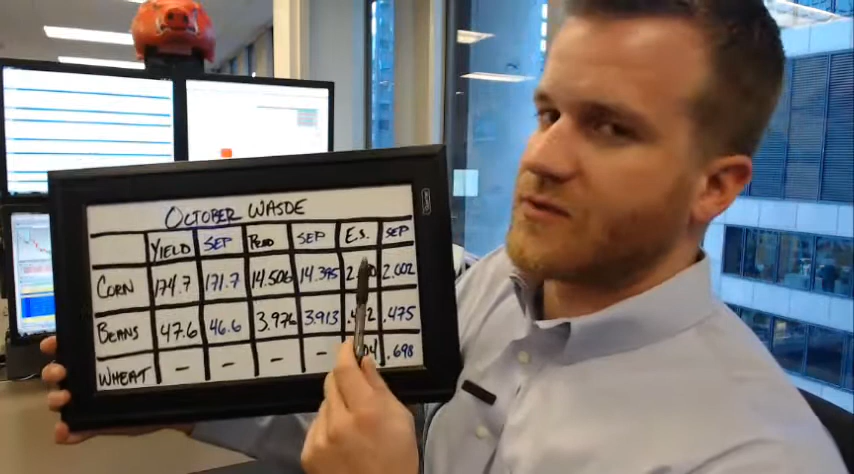 OCTOBER WASDE
YIELD SEP PROD SEP E.S. SEP
CORN 174.7 171.7 14.506 14.395 2.002
BEANS 47.6 46.6 3.976 3.913 .475
WHEAT - - - - .698